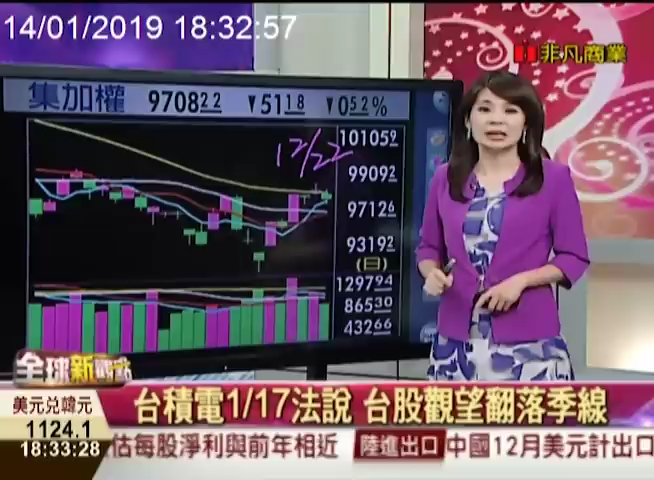 14/01/2019 18:32:57
非凡商業
集加權 9708.22 ▼51.18 ▼0.52%
12/22
10105.9
9909.2
9712.6
9319.2
(日)
12979.4
8653.0
4326.6
全球新觀點
台積電1/17法說 台股觀望翻落季線
美元兌韓元
1124.1
18:33:28
估每股淨利與前年相近 陸進出口 中國12月美元計出口